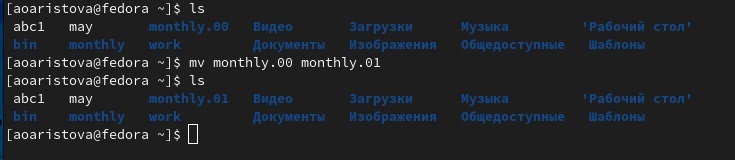 [aoaristova@fedora ~]$ ls
abc1 may monthly.00 Видео Загрузки Музыка 'Рабочий стол'
bin monthly work Документы Изображения Общедоступные Шаблоны
[aoaristova@fedora ~]$ mv monthly.00 monthly.01
[aoaristova@fedora ~]$ ls
abc1 may monthly.01 Видео Загрузки Музыка 'Рабочий стол'
bin monthly work Документы Изображения Общедоступные Шаблоны
[aoaristova@fedora ~]$